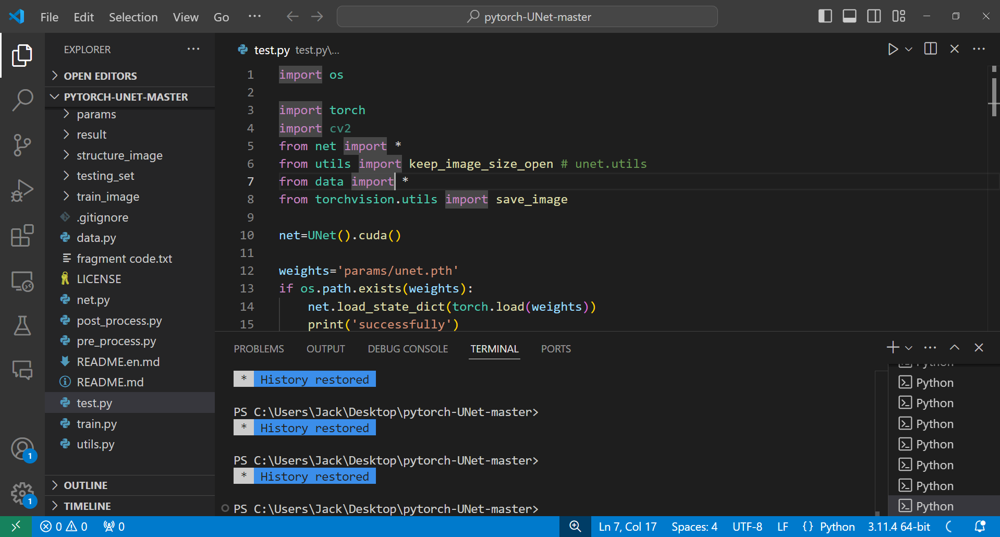 File Edit Selection View Go ··· pytorch-UNet-master
EXPLORER ···
OPEN EDITORS
PYTORCH-UNET-MASTER
params
result
structure_image
testing_set
train_image
.gitignore
data.py
fragment code.txt
LICENSE
net.py
post_process.py
pre_process.py
README.en.md
README.md
test.py
train.py
utils.py
OUTLINE
TIMELINE
1
1
test.py test.py\...
1 import os
2
3 import torch
4 import cv2
5 from net import *
6 from utils import keep_image_size_open # unet.utils
7 from data import *
8 from torchvision.utils import save_image
9
10 net=UNet().cuda()
11
12 weights='params/unet.pth'
13 if os.path.exists(weights):
14 net.load_state_dict(torch.load(weights))
15 print('successfully')
PROBLEMS OUTPUT DEBUG CONSOLE TERMINAL PORTS
* History restored
PS C:\Users\Jack\Desktop\pytorch-UNet-master>
* History restored
PS C:\Users\Jack\Desktop\pytorch-UNet-master>
* History restored
PS C:\Users\Jack\Desktop\pytorch-UNet-master>
Python
Python
Python
Python
Python
Python
Python
Python
0 0 0 Ln 7, Col 17 Spaces: 4 UTF-8 LF {} Python 3.11.4 64-bit